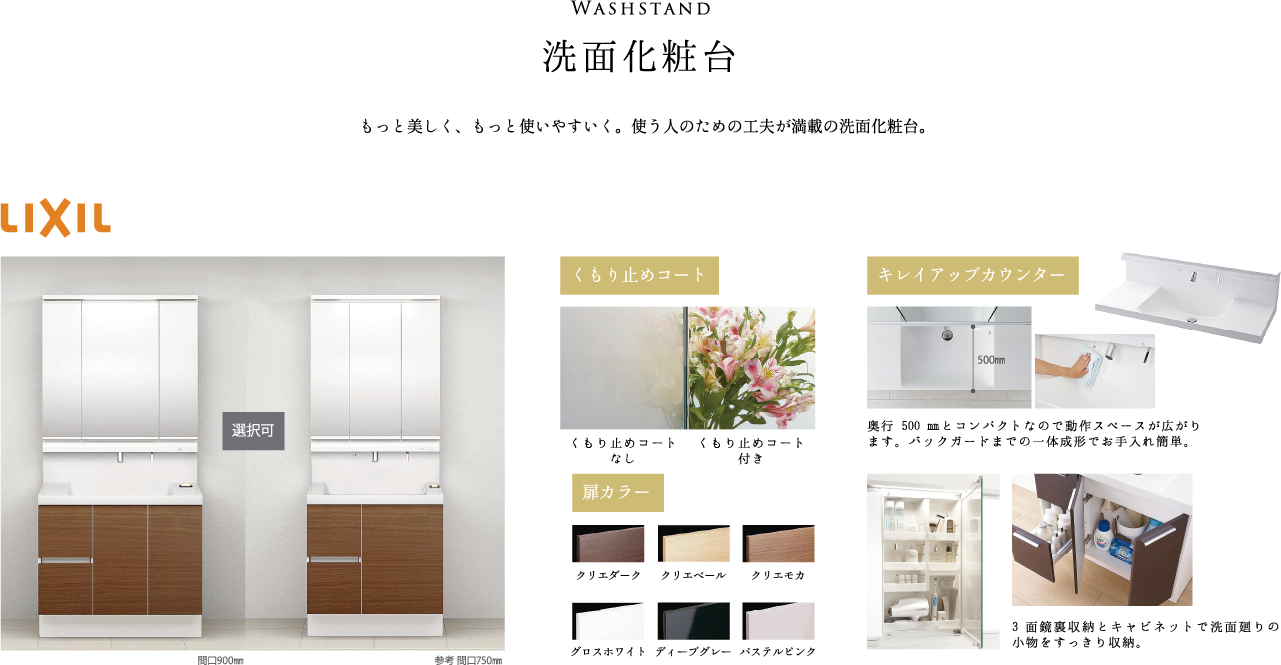 WASHSTAND
洗面化粧台
もっと美しく、もっと使いやすいく。使う人のための工夫が満載の洗面化粧台。
LIXIL
選択可
間口900㎜
参考 間口750㎜
くもり止めコート
くもり止めコート
なし
くもり止めコート
付き
扉カラー
クリエダーク
クリエペール
クリエモカ
グロスホワイト
ディープグレー
パステルピンク
キレイアップカウンター
500㎜
奥行 500 ㎜とコンパクトなので動作スペースが広がり
ます。バックガードまでの一体成形でお手入れ簡単。
3 面鏡裏収納とキャビネットで洗面廻りの
小物をすっきり収納。